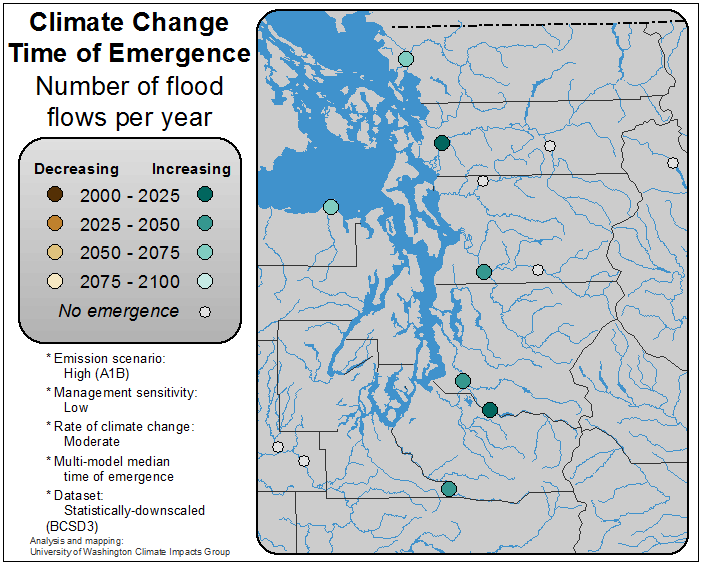 Climate Change
Time of Emergence
Number of flood
flows per year
Decreasing Increasing
2000 - 2025
2025 - 2050
2050 - 2075
2075 - 2100
No emergence
* Emission scenario:
High (A1B)
* Management sensitivity:
Low
* Rate of climate change:
Moderate
* Multi-model median
time of emergence
* Dataset:
Statistically-downscaled
(BCSD3)
Analysis and mapping:
University of Washington Climate Impacts Group